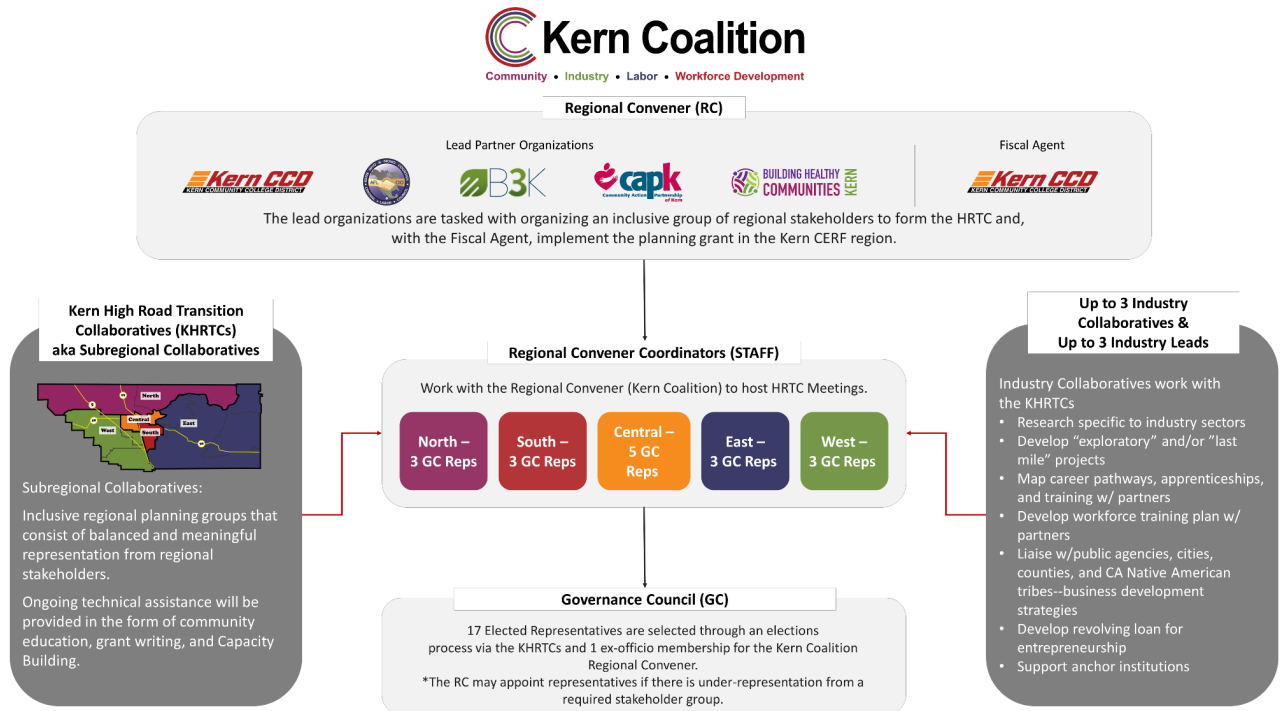 Kern Coalition
Community • Industry • Labor • Workforce Development
Regional Convener (RC)
Lead Partner Organizations
Fiscal Agent
Kern CCD
KERN COMMUNITY COLLEGE DISTRICT
AFL CIO
B3K
capk
Community Action Partnership
of Kern
BUILDING HEALTHY
COMMUNITIES
KERN
Kern CCD
KERN COMMUNITY COLLEGE DISTRICT
The lead organizations are tasked with organizing an inclusive group of regional stakeholders to form the HRTC and,
with the Fiscal Agent, implement the planning grant in the Kern CERF region.
Kern High Road Transition
Collaboratives (KHRTCs)
aka Subregional Collaboratives
North
Central
East
West
South
Subregional Collaboratives:
Inclusive regional planning groups that
consist of balanced and meaningful
representation from regional
stakeholders.
Ongoing technical assistance will be
provided in the form of community
education, grant writing, and Capacity
Building.
Regional Convener Coordinators (STAFF)
Work with the Regional Convener (Kern Coalition) to host HRTC Meetings.
North –
3 GC Reps
South –
3 GC Reps
Central –
5 GC
Reps
East –
3 GC Reps
West –
3 GC Reps
Governance Council (GC)
17 Elected Representatives are selected through an elections
process via the KHRTCs and 1 ex-officio membership for the Kern Coalition
Regional Convener.
*The RC may appoint representatives if there is under-representation from a
required stakeholder group.
Up to 3 Industry
Collaboratives &
Up to 3 Industry Leads
Industry Collaboratives work with
the KHRTCs
• Research specific to industry sectors
• Develop “exploratory” and/or ”last
mile” projects
• Map career pathways, apprenticeships,
and training w/ partners
• Develop workforce training plan w/
partners
• Liaise w/public agencies, cities,
counties, and CA Native American
tribes--business development
strategies
• Develop revolving loan for
entrepreneurship
• Support anchor institutions